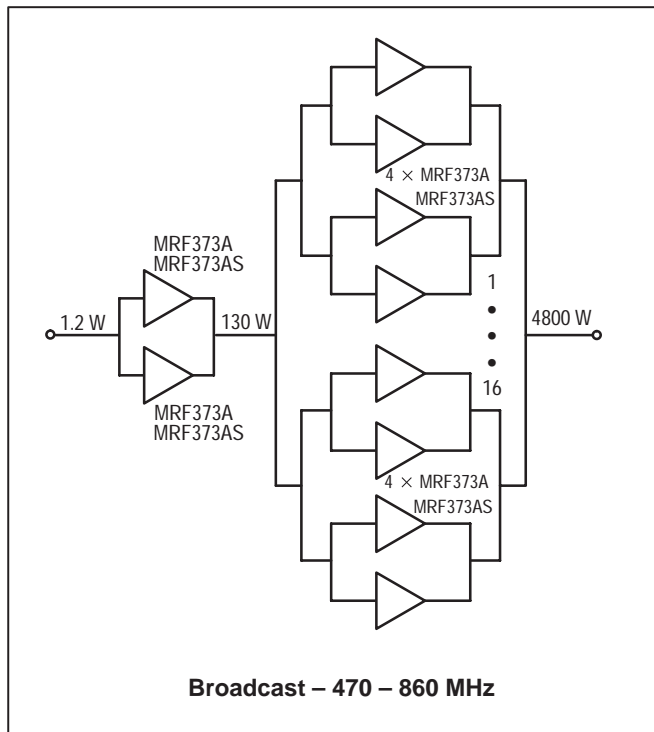 4 × MRF373A
MRF373AS
MRF373A
MRF373AS
1.2 W
130 W
1
•
•
•
16
4800 W
MRF373A
MRF373AS
4 × MRF373A
MRF373AS
Broadcast – 470 – 860 MHz